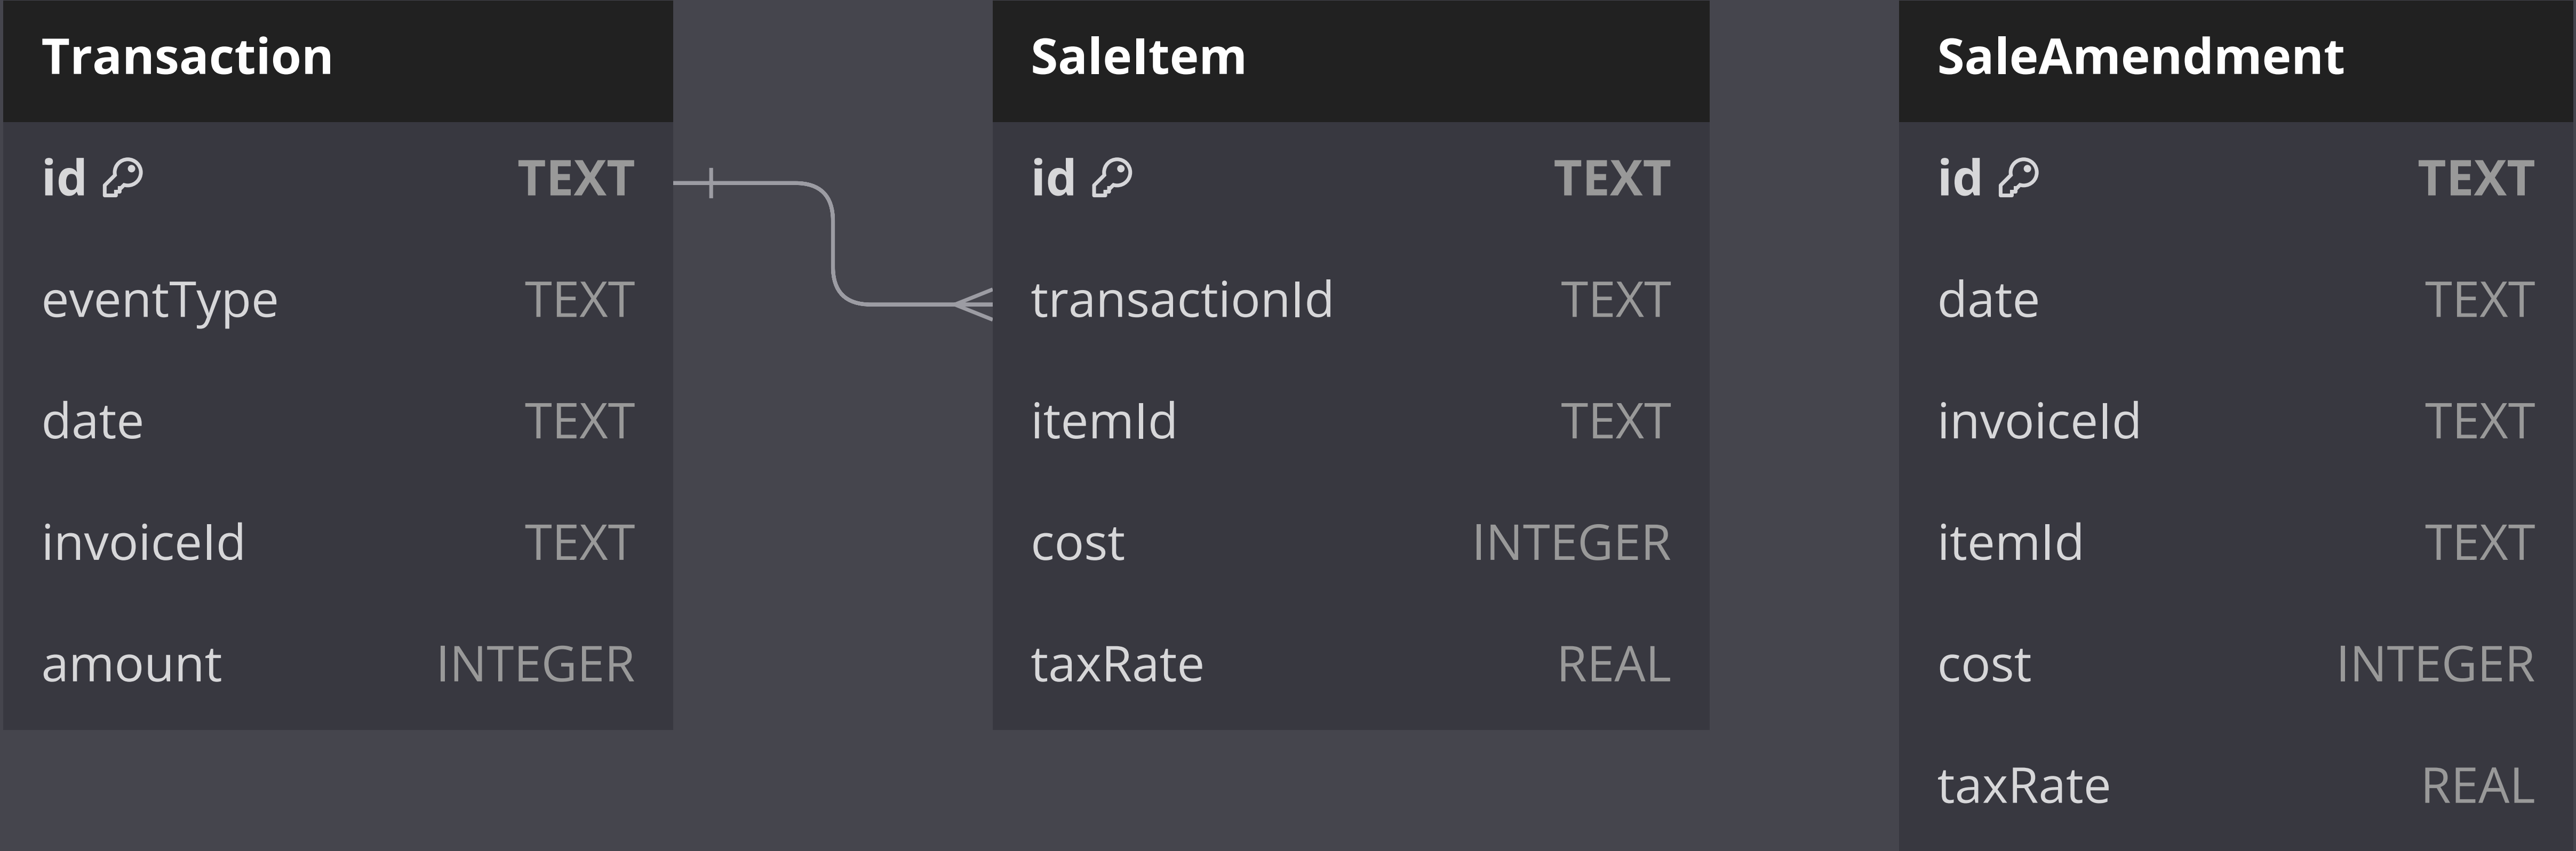 Transaction
id TEXT
eventType TEXT
date TEXT
invoiceId TEXT
amount INTEGER
SaleItem
id TEXT
transactionId TEXT
itemId TEXT
cost INTEGER
taxRate REAL
SaleAmendment
id TEXT
date TEXT
invoiceId TEXT
itemId TEXT
cost INTEGER
taxRate REAL